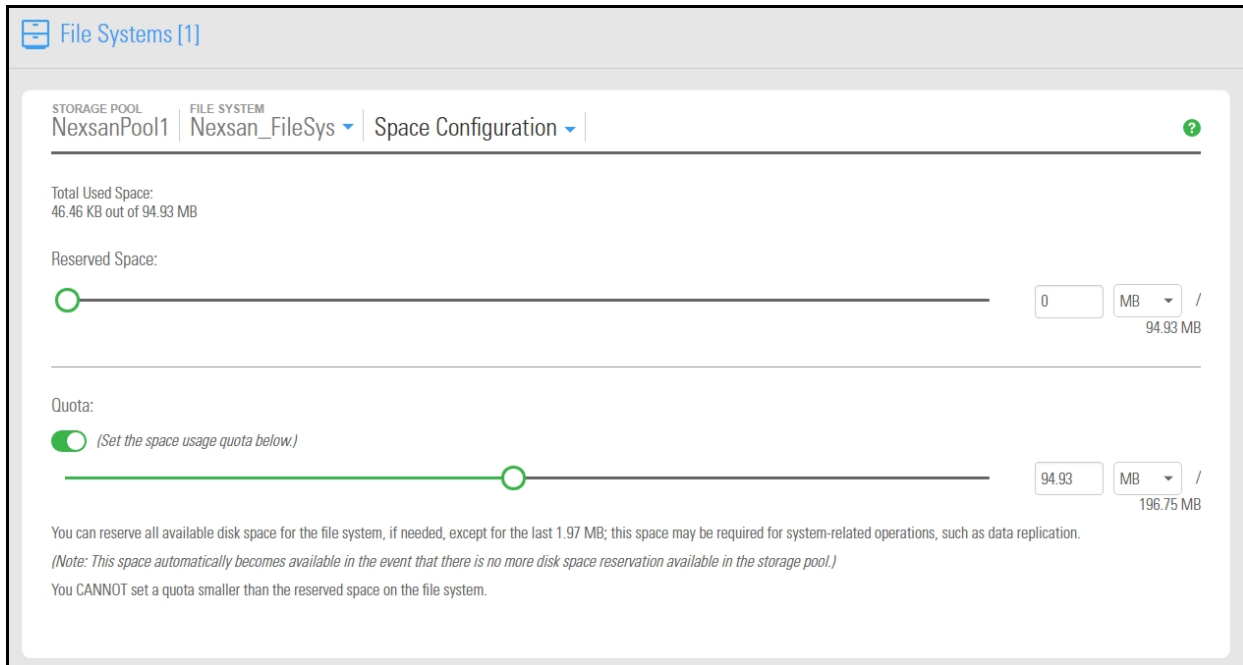 File Systems [1]
STORAGE POOL
NexsanPool1
FILE SYSTEM
Nexsan_FileSys
Space Configuration
?
Total Used Space:
46.46 KB out of 94.93 MB
Reserved Space:
0 MB /
94.93 MB
Quota:
(Set the space usage quota below.)
94.93 MB /
196.75 MB
You can reserve all available disk space for the file system, if needed, except for the last 1.97 MB; this space may be required for system-related operations, such as data replication.
(Note: This space automatically becomes available in the event that there is no more disk space reservation available in the storage pool.)
You CANNOT set a quota smaller than the reserved space on the file system.